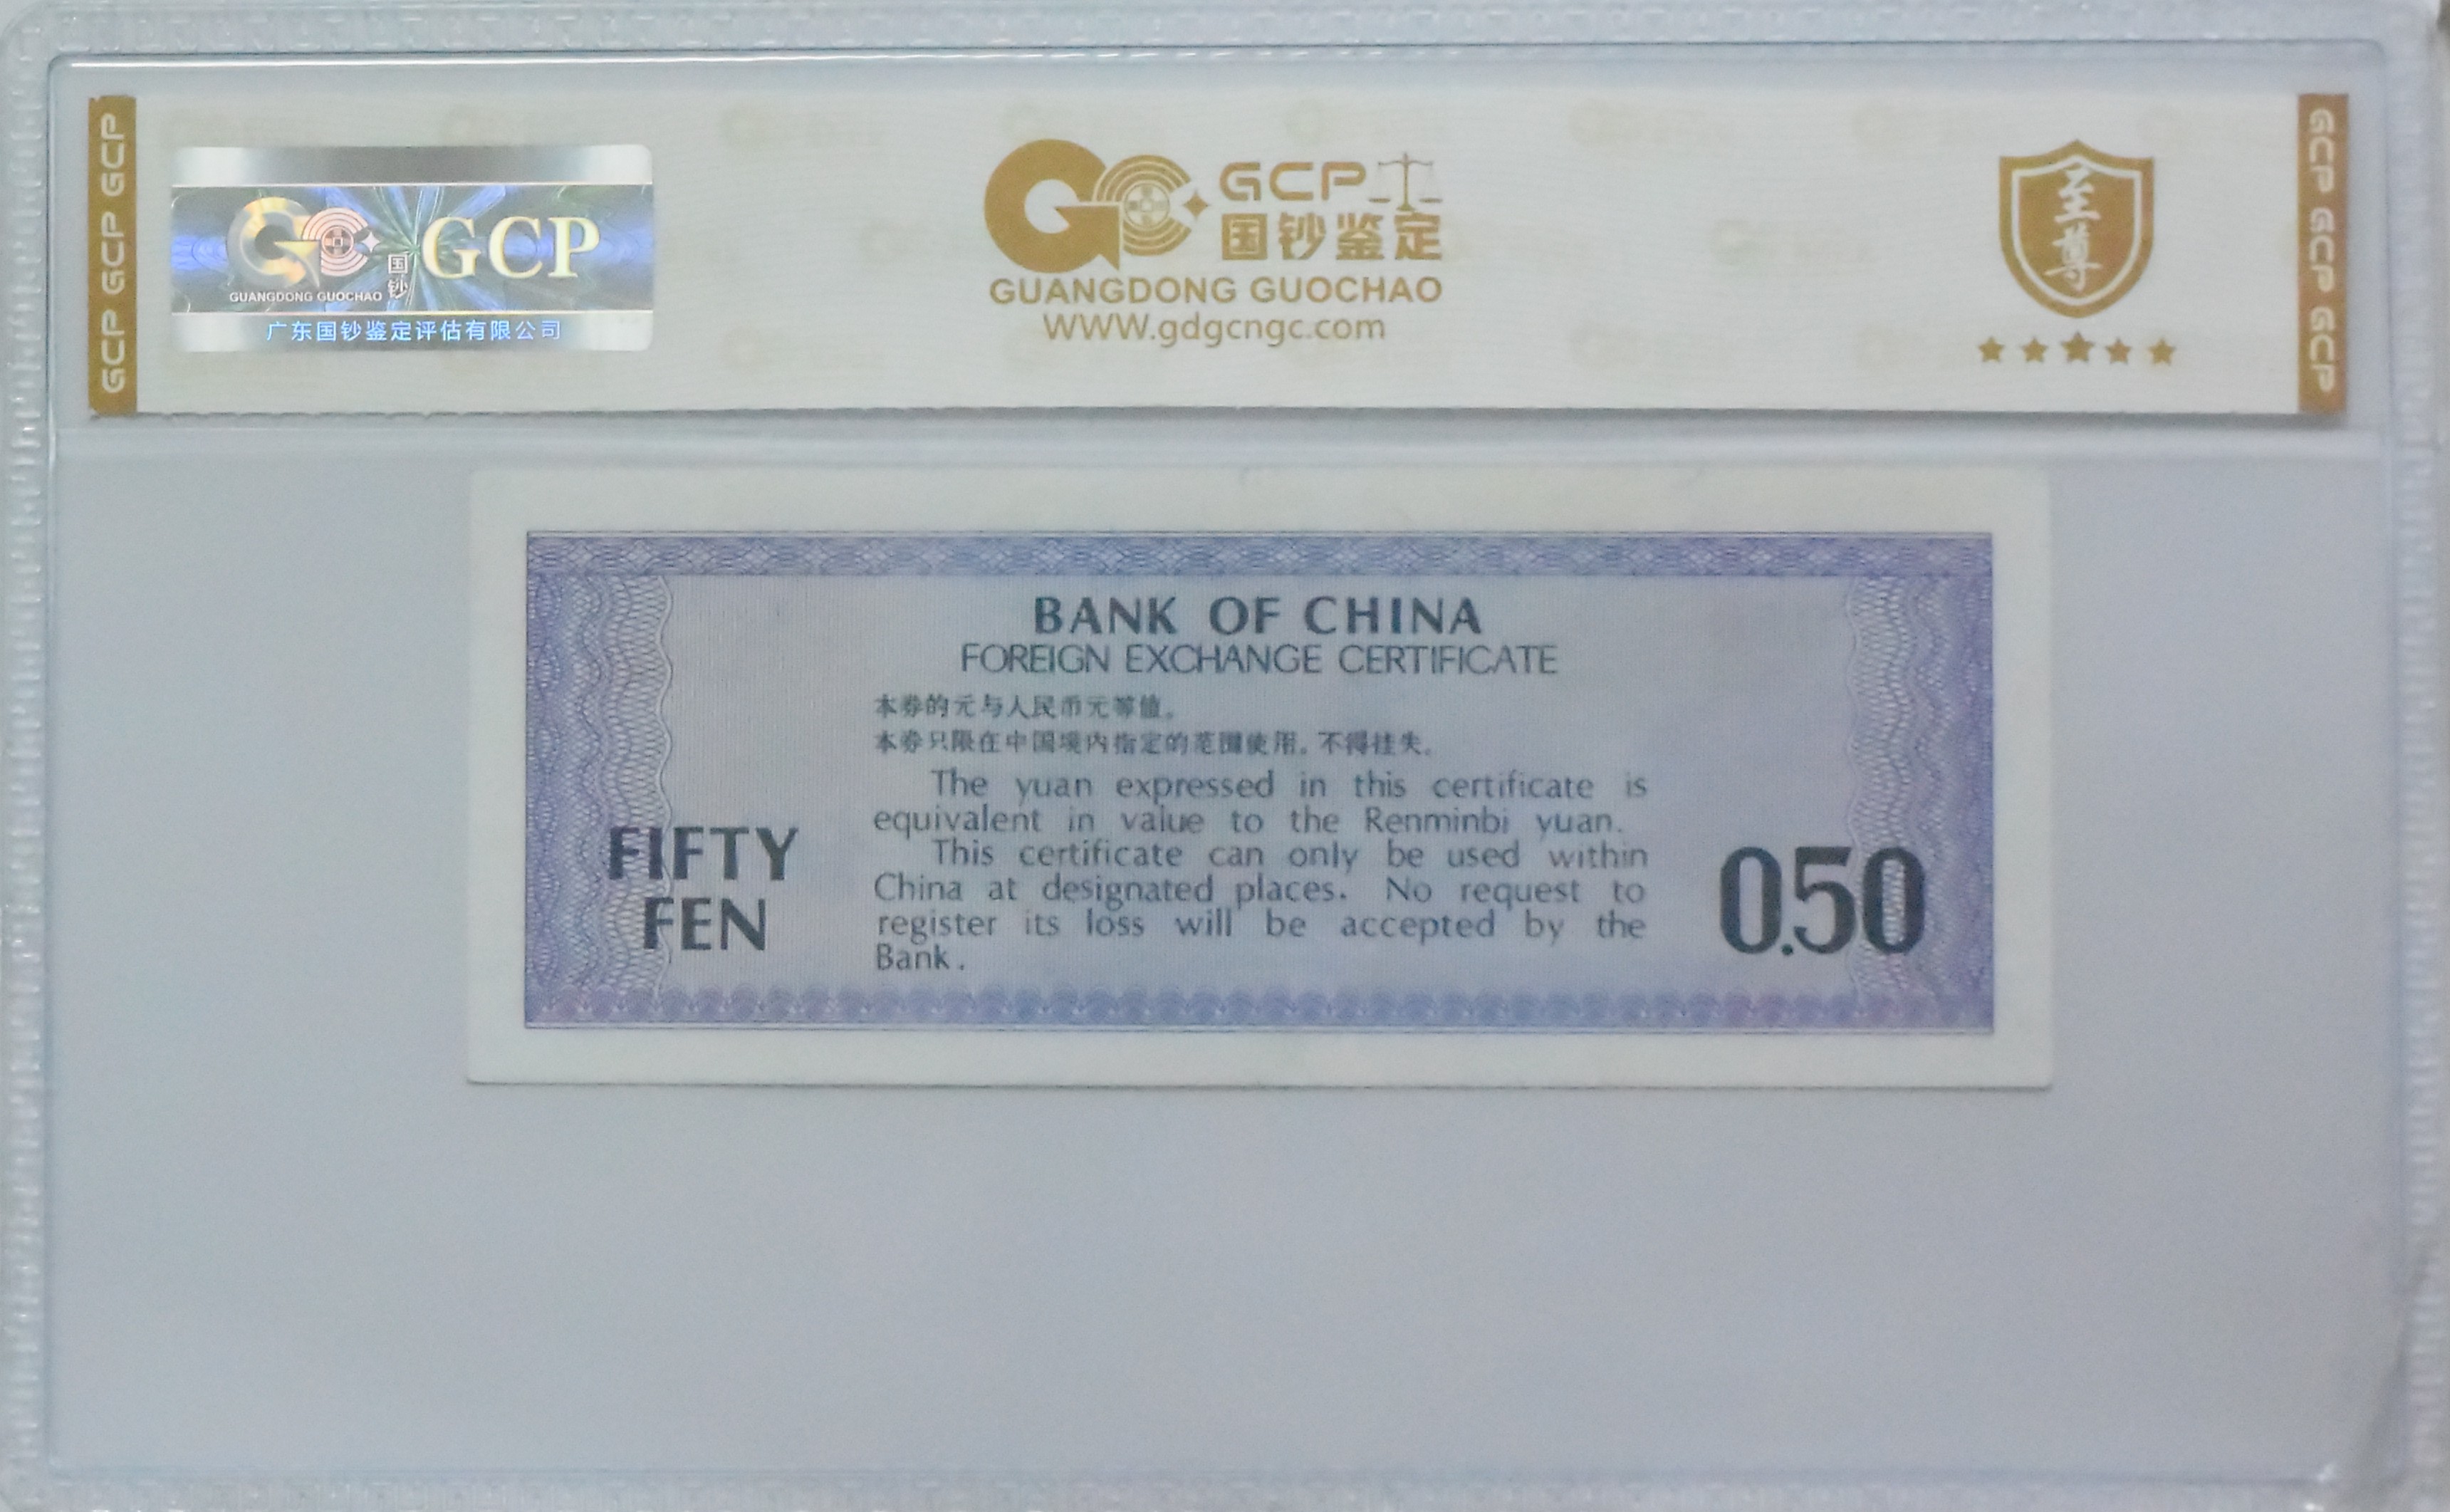 GCP GCP GCP
GC GCP
国钞
GUANGDONG GUOCHAO
广东国钞鉴定评估有限公司
GC GCP
国钞鉴定
GUANGDONG GUOCHAO
WWW.gdgcngc.com
至尊
GCP GCP GCP
BANK OF CHINA
FOREIGN EXCHANGE CERTIFICATE
本券的元与人民币元等值。
本券只限在中国境内指定的范围使用。不得挂失。
The yuan expressed in this certificate is
equivalent in value to the Renminbi yuan.
This certificate can only be used within
China at designated places. No request to
register its loss will be accepted by the
Bank.
FIFTY
FEN
0.50